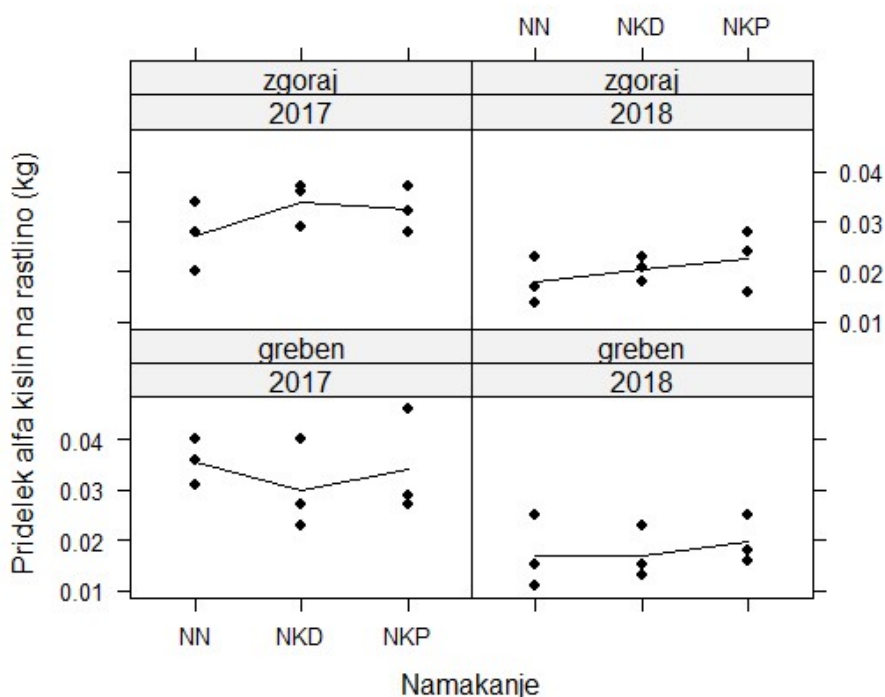 NN NKD NKP
zgoraj zgoraj
2017 2018
0.04
0.03
0.02
0.01
greben greben
2017 2018
0.04
0.03
0.02
0.01
NN NKD NKP
Namakanje
Pridelek alfa kislin na rastlino (kg)